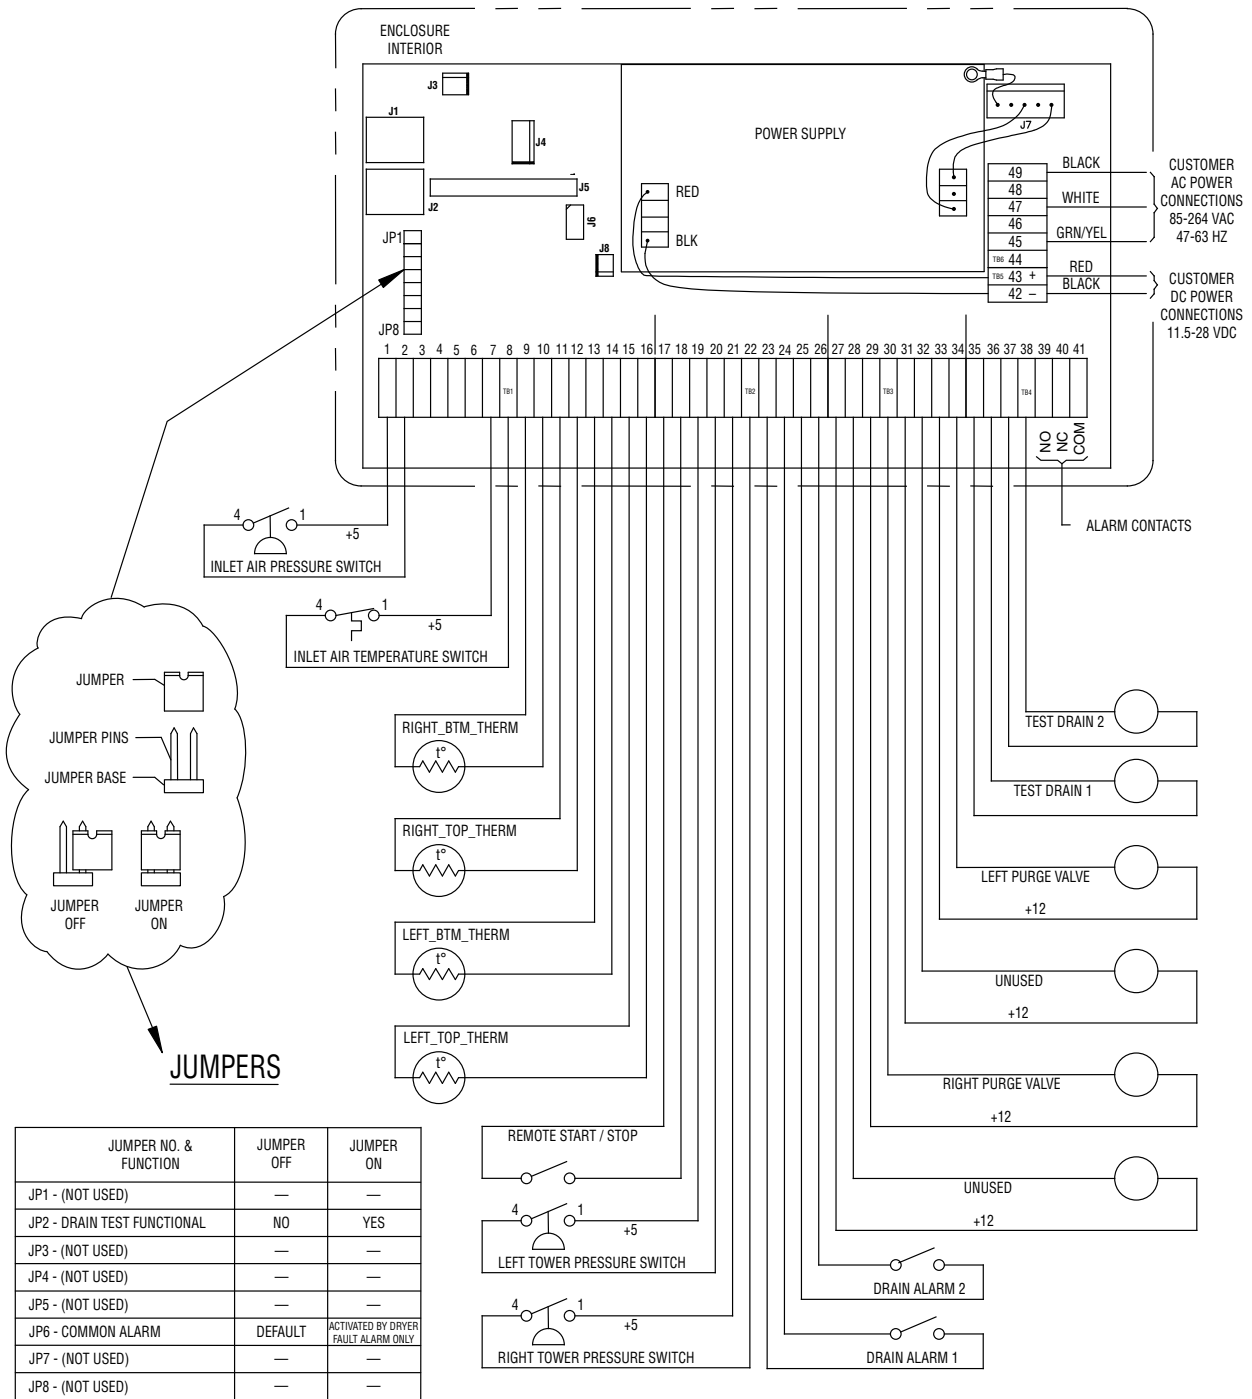 ENCLOSURE
INTERIOR
J3
J1
J4
J2
J5
J6
J8
JP1
JP8
POWER SUPPLY
RED
BLK
J7
49
48
47
46
45
TB6 44
TB5 43 +
42 –
BLACK
WHITE
GRN/YEL
RED
BLACK
CUSTOMER
AC POWER
CONNECTIONS
85-264 VAC
47-63 HZ
CUSTOMER
DC POWER
CONNECTIONS
11.5-28 VDC
1 2 3 4 5 6 7 8 9 10 11 12 13 14 15 16 17 18 19 20 21 22 23 24 25 26 27 28 29 30 31 32 33 34 35 36 37 38 39 40 41
TB1 TB2 TB3 TB4
NO
NC
COM
ALARM CONTACTS
4 1
+5
INLET AIR PRESSURE SWITCH
4 1
+5
INLET AIR TEMPERATURE SWITCH
RIGHT_BTM_THERM
t°
RIGHT_TOP_THERM
t°
LEFT_BTM_THERM
t°
LEFT_TOP_THERM
t°
REMOTE START / STOP
4 1
+5
LEFT TOWER PRESSURE SWITCH
4 1
+5
RIGHT TOWER PRESSURE SWITCH
TEST DRAIN 2
TEST DRAIN 1
LEFT PURGE VALVE
+12
UNUSED
+12
RIGHT PURGE VALVE
+12
UNUSED
+12
DRAIN ALARM 2
DRAIN ALARM 1
JUMPER
JUMPER PINS
JUMPER BASE
JUMPER
OFF
JUMPER
ON
JUMPERS
JUMPER NO. &
FUNCTION
JUMPER
OFF
JUMPER
ON
JP1 - (NOT USED) — —
JP2 - DRAIN TEST FUNCTIONAL NO YES
JP3 - (NOT USED) — —
JP4 - (NOT USED) — —
JP5 - (NOT USED) — —
JP6 - COMMON ALARM DEFAULT ACTIVATED BY DRYER
FAULT ALARM ONLY
JP7 - (NOT USED) — —
JP8 - (NOT USED) — —